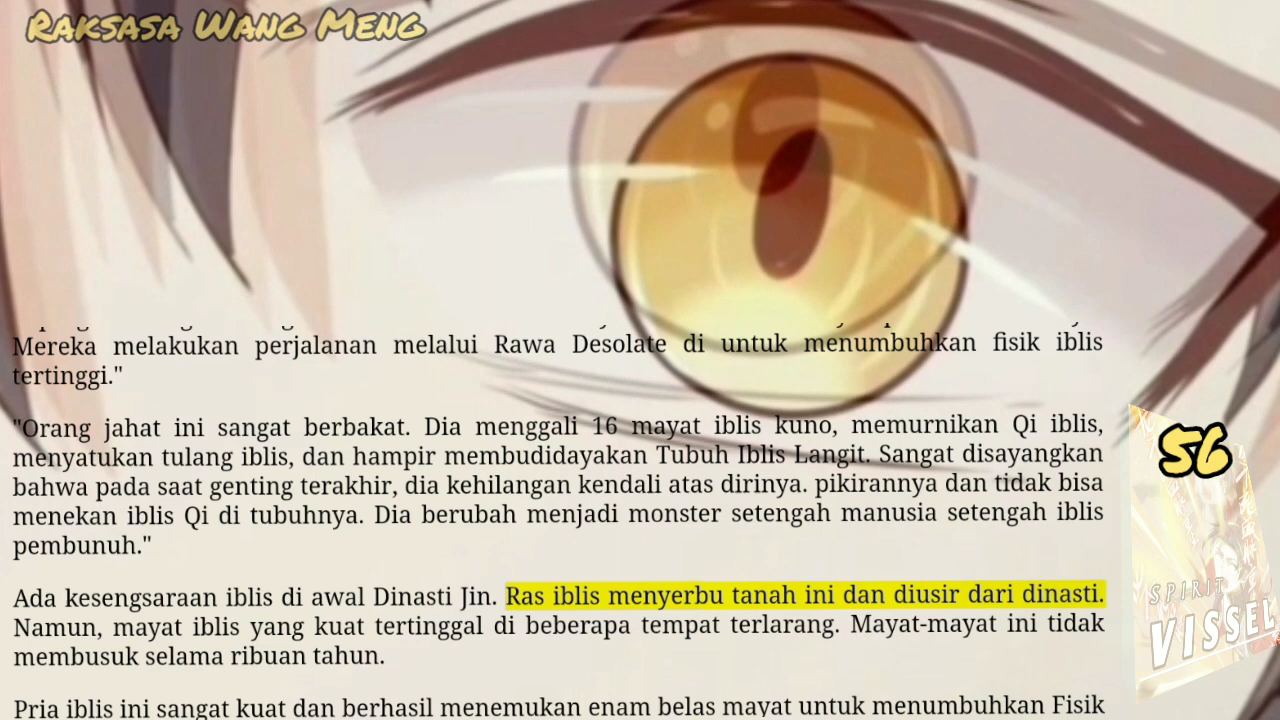 Raksasa Wang Meng
Mereka melakukan perjalanan melalui Rawa Desolate di untuk menumbuhkan fisik iblis
tertinggi."
"Orang jahat ini sangat berbakat. Dia menggali 16 mayat iblis kuno, memurnikan Qi iblis,
menyatukan tulang iblis, dan hampir membudidayakan Tubuh Iblis Langit. Sangat disayangkan
bahwa pada saat genting terakhir, dia kehilangan kendali atas dirinya. pikirannya dan tidak bisa
menekan iblis Qi di tubuhnya. Dia berubah menjadi monster setengah manusia setengah iblis
pembunuh."
Ada kesengsaraan iblis di awal Dinastti Jin. Ras iblis menyerbu tanah ini dan diusir dari dinasti.
Namun, mayat iblis yang kuat tertinggal di beberapa tempat terlarang. Mayat-mayat ini tidak
membusuk selama ribuan tahun.
Pria iblis ini sangat kuat dan berhasil menemukan enam belas mayat untuk menumbuhkan Fisik
56
SPIRIT
VISSEL